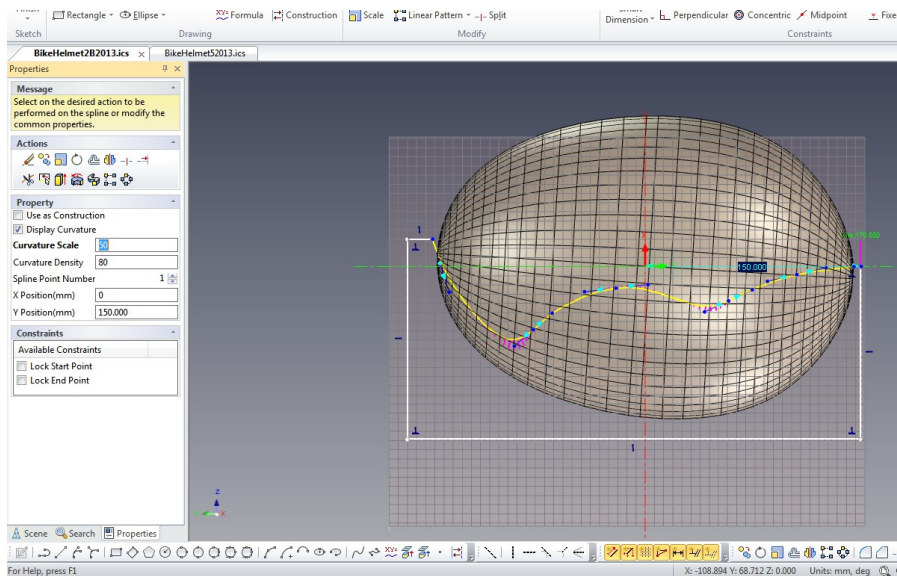 Rectangle Ellipse XYZ Formula Construction Scale Linear Pattern Split Dimension Perpendicular Concentric Midpoint
Sketch Drawing Modify Constraints
BikeHelmet2B2013.ics × BikeHelmet52013.ics
Properties
Message
Select on the desired action to be
performed on the spline or modify the
common properties.
Actions
Property
Use as Construction
Display Curvature
Curvature Scale 50
Curvature Density 80
Spline Point Number 1
X Position(mm) 0
Y Position(mm) 150.000
Constraints
Available Constraints
Lock Start Point
Lock End Point
150.000
z
x
Scene Search Properties
For Help, press F1 X: -108.894 Y: 68.712 Z: 0.000 Units: mm, deg